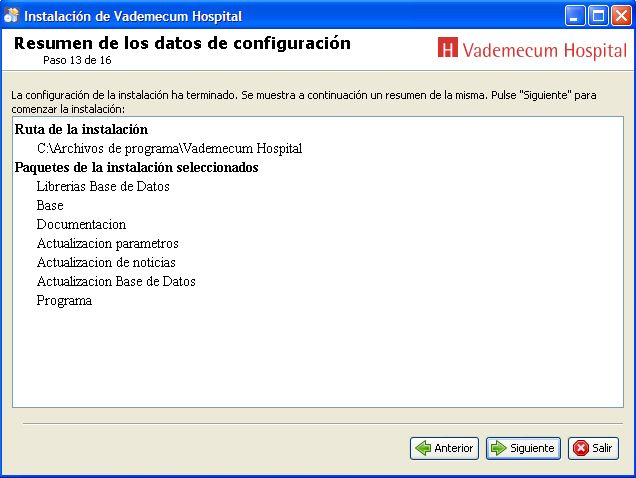 Instalación de Vademecum Hospital
Resumen de los datos de configuración
Paso 13 de 16
H Vademecum Hospital
La configuración de la instalación ha terminado. Se muestra a continuación un resumen de la misma. Pulse "Siguiente" para
comenzar la instalación:
Ruta de la instalación
C:\Archivos de programa\Vademecum Hospital
Paquetes de la instalación seleccionados
Librerias Base de Datos
Base
Documentacion
Actualizacion parametros
Actualizacion de noticias
Actualizacion Base de Datos
Programa
Anterior
Siguiente
Salir